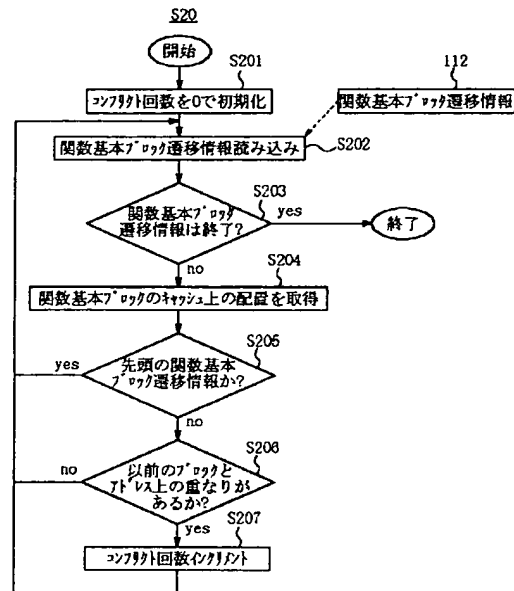 S20
開始
S201
コンフリクト回数を0で初期化
112
関数基本ブロック遷移情報
関数基本ブロック遷移情報読み込み
S202
S203
関数基本ブロック
遷移情報は終了?
yes
終了
no
S204
関数基本ブロックのキャッシュ上の配置を取得
S205
yes
先頭の関数基本
ブロック遷移情報か?
no
S206
no
以前のブロックと
アドレス上の重なりが
あるか?
yes
S207
コンフリクト回数インクリメント